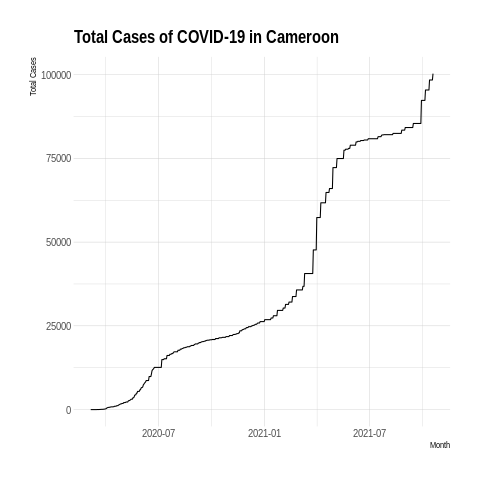 Total Cases of COVID-19 in Cameroon
Total Cases
100000
75000
50000
25000
0
2020-07
2021-01
2021-07
Month